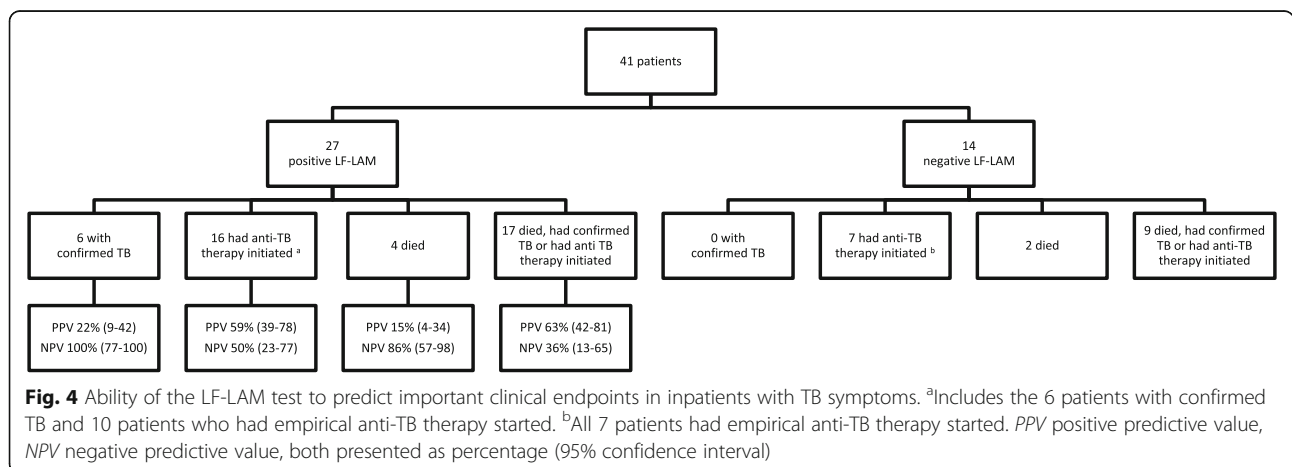 41 patients
27
positive LF-LAM
14
negative LF-LAM
6 with
confirmed TB
16 had anti-TB
therapy initiated ᵃ
4 died
17 died, had confirmed
TB or had anti TB
therapy initiated
0 with
confirmed TB
7 had anti-TB
therapy initiated ᵇ
2 died
9 died, had confirmed
TB or had anti-TB
therapy initiated
PPV 22% (9-42)
NPV 100% (77-100)
PPV 59% (39-78)
NPV 50% (23-77)
PPV 15% (4-34)
NPV 86% (57-98)
PPV 63% (42-81)
NPV 36% (13-65)
Fig. 4 Ability of the LF-LAM test to predict important clinical endpoints in inpatients with TB symptoms. ᵃIncludes the 6 patients with confirmed
TB and 10 patients who had empirical anti-TB therapy started. ᵇAll 7 patients had empirical anti-TB therapy started. PPV positive predictive value,
NPV negative predictive value, both presented as percentage (95% confidence interval)